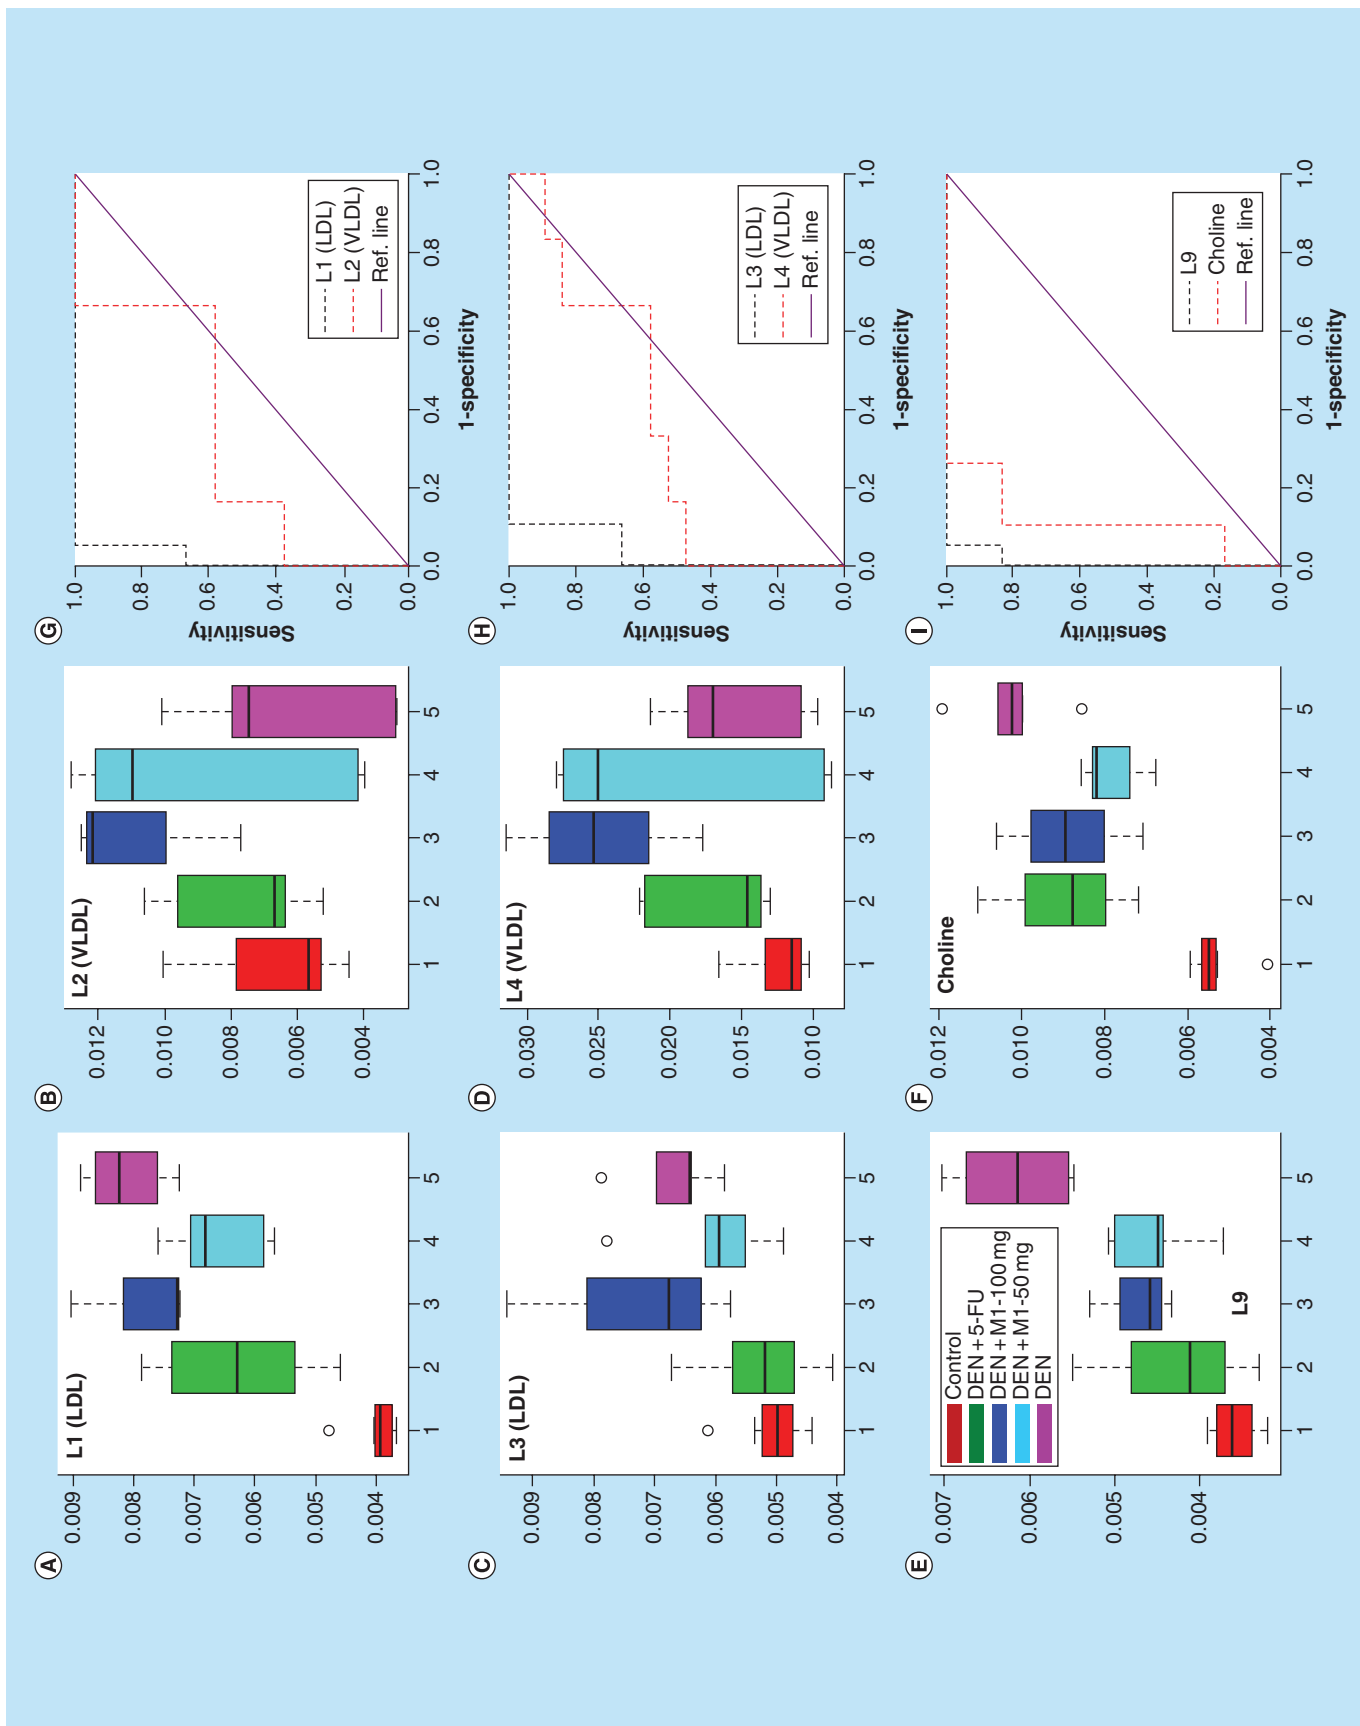 A
L1 (LDL)
0.009
0.008
0.007
0.006
0.005
0.004
1 2 3 4 5
B
L2 (VLDL)
0.012
0.010
0.008
0.006
0.004
1 2 3 4 5
G
Sensitivity
1.0
0.8
0.6
0.4
0.2
0.0
L1 (LDL)
L2 (VLDL)
Ref. line
0.0 0.2 0.4 0.6 0.8 1.0
1-specificity
C
L3 (LDL)
0.009
0.008
0.007
0.006
0.005
0.004
1 2 3 4 5
D
L4 (VLDL)
0.030
0.025
0.020
0.015
0.010
1 2 3 4 5
H
Sensitivity
1.0
0.8
0.6
0.4
0.2
0.0
L3 (LDL)
L4 (VLDL)
Ref. line
0.0 0.2 0.4 0.6 0.8 1.0
1-specificity
E
0.007
0.006
0.005
0.004
Control
DEN + 5-FU
DEN + M1-100 mg
DEN + M1-50 mg
DEN
L9
1 2 3 4 5
F
Choline
0.012
0.010
0.008
0.006
0.004
1 2 3 4 5
I
Sensitivity
1.0
0.8
0.6
0.4
0.2
0.0
L9
Choline
Ref. line
0.0 0.2 0.4 0.6 0.8 1.0
1-specificity